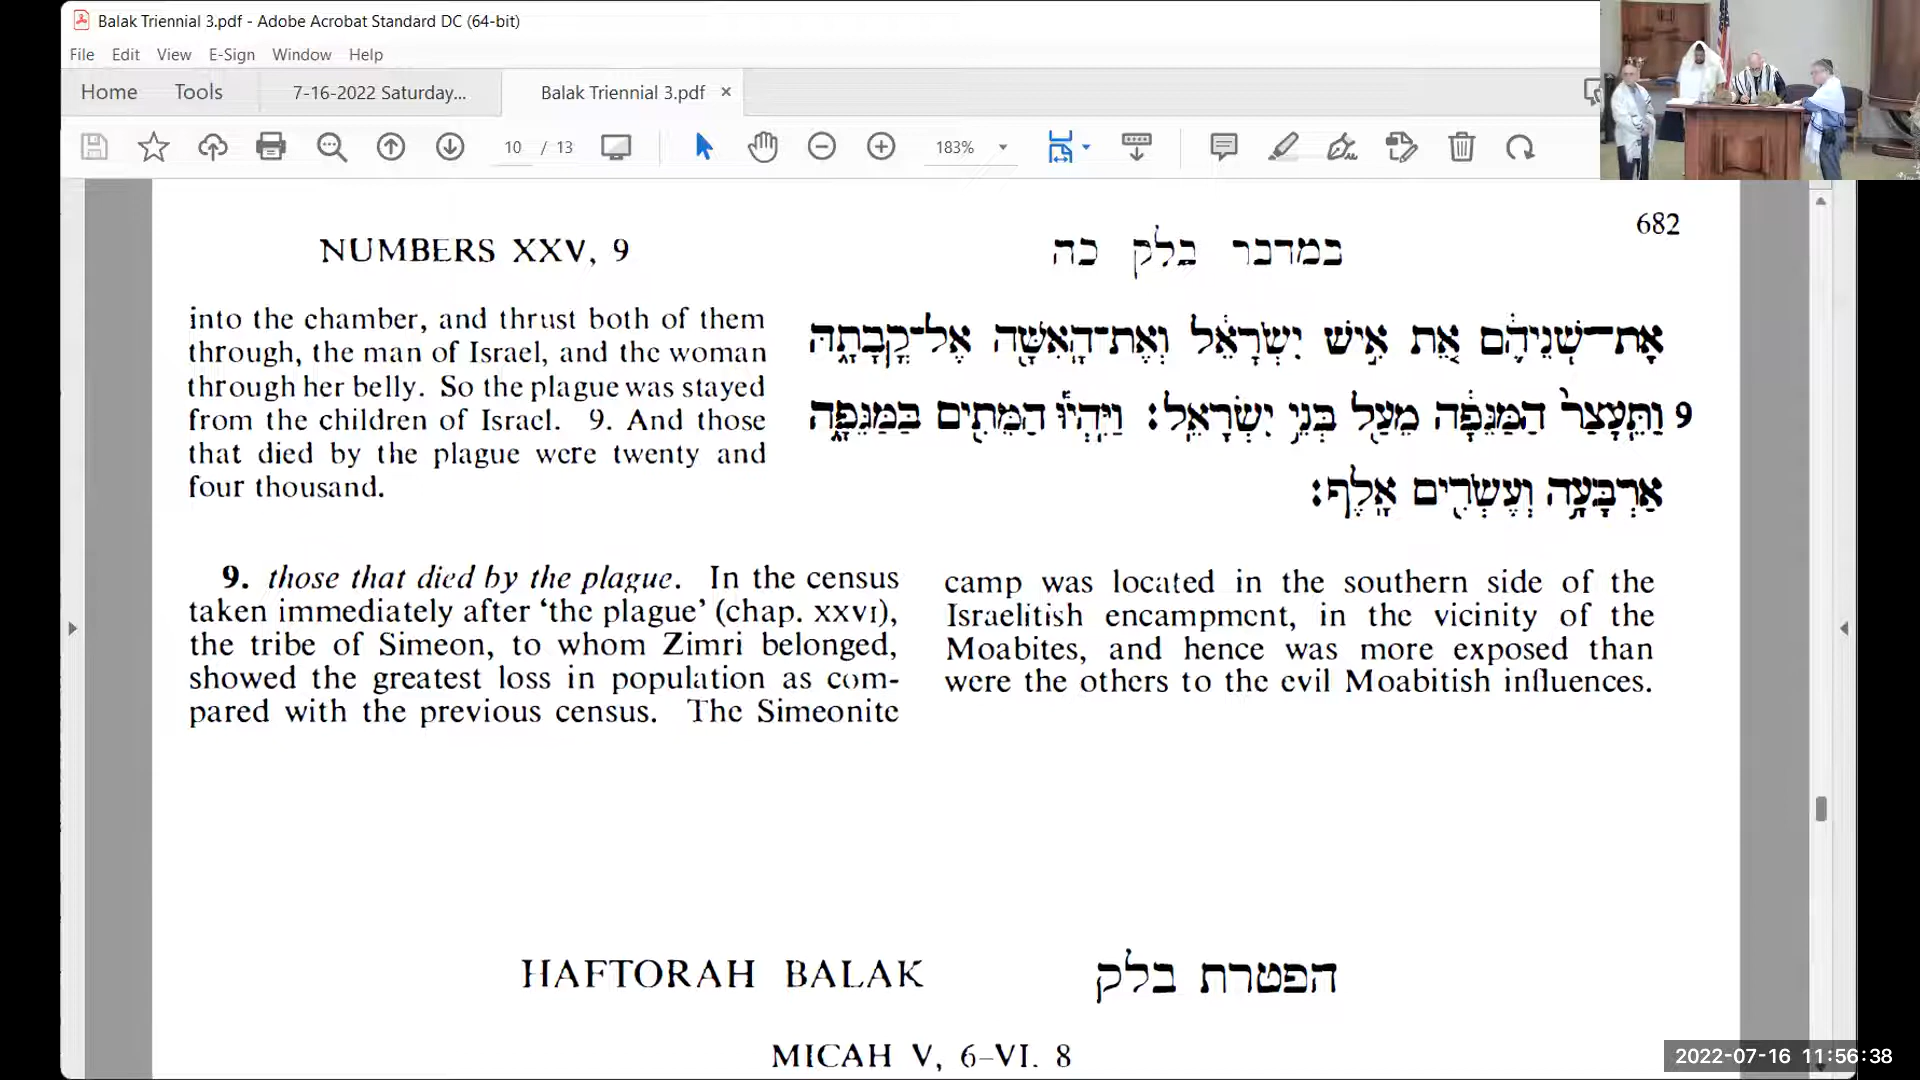 Balak Triennial 3.pdf - Adobe Acrobat Standard DC (64-bit)
File Edit View E-Sign Window Help
Home Tools 7-16-2022 Saturday... Balak Triennial 3.pdf ×
10 / 13 183%
682
NUMBERS XXV, 9
במדבר בלק כה
into the chamber, and thrust both of them
through, the man of Israel, and the woman
through her belly. So the plague was stayed
from the children of Israel. 9. And those
that died by the plague were twenty and
four thousand.
אֶת־שְׁנֵיהֶ֔ם אֵ֚ת אִ֣ישׁ יִשְׂרָאֵ֔ל וְאֶת־הָאִשָּׁ֖ה אֶל־קֳבָתָ֑הּ
9 וַתֵּֽעָצַר֙ הַמַּגֵּפָ֔ה מֵעַ֖ל בְּנֵ֥י יִשְׂרָאֵֽל׃ וַיִּֽהְי֕וּ הַמֵּתִ֖ים בַּמַּגֵּפָ֑ה
אַרְבָּעָ֥ה וְעֶשְׂרִ֖ים אָֽלֶף׃
9. those that died by the plague. In the census
taken immediately after ‘the plague’ (chap. XXVI),
the tribe of Simeon, to whom Zimri belonged,
showed the greatest loss in population as com-
pared with the previous census. The Simeonite
camp was located in the southern side of the
Israelitish encampment, in the vicinity of the
Moabites, and hence was more exposed than
were the others to the evil Moabitish influences.
HAFTORAH BALAK
הפטרת בלק
MICAH V, 6–VI. 8
2022-07-16 11:56:38